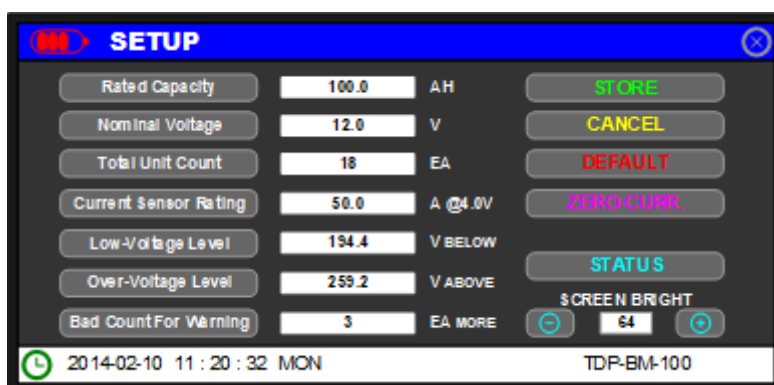 SETUP
Rated Capacity 100.0 AH STORE
Nominal Voltage 12.0 V CANCEL
Total Unit Count 18 EA DEFAULT
Current Sensor Rating 50.0 A @4.0V ZERO-CURR.
Low-Voltage Level 194.4 V BELOW
STATUS
Over-Voltage Level 259.2 V ABOVE
SCREEN BRIGHT
Bad Count For Warning 3 EA MORE 64
2014-02-10 11 : 20 : 32 MON TDP-BM-100